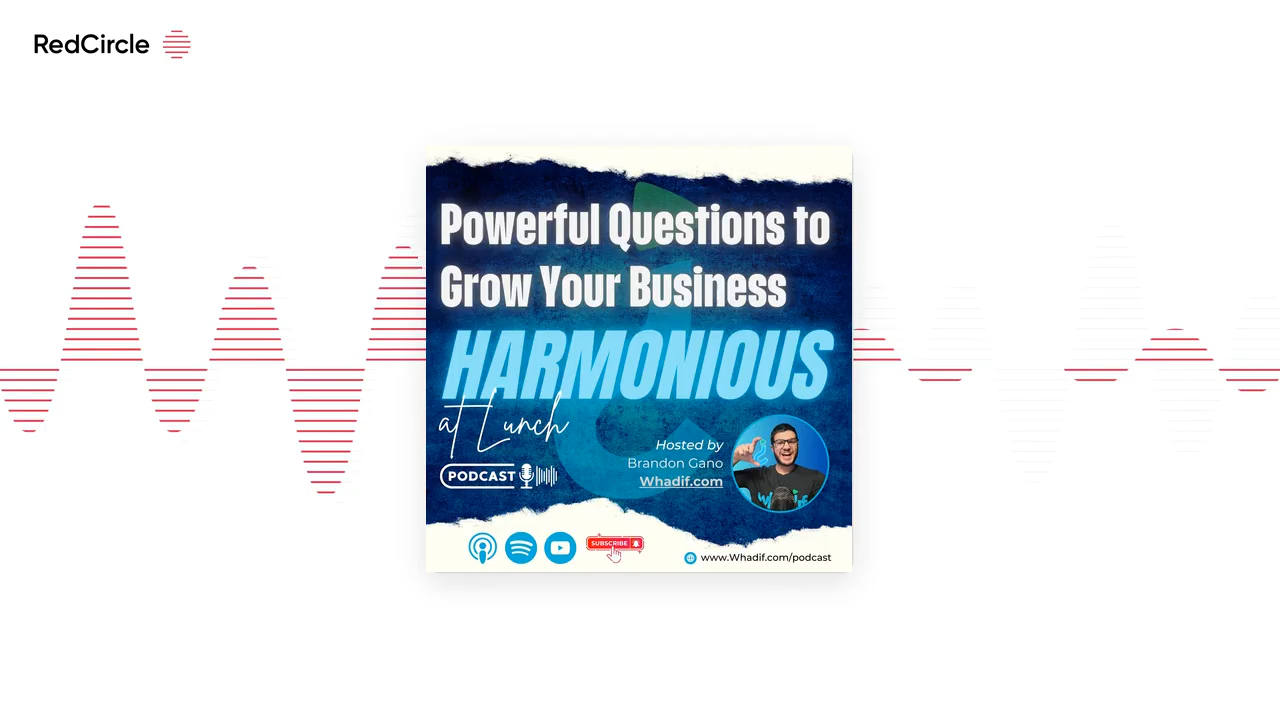 RedCircle
Powerful Questions to
Grow Your Business
HARMONIOUS
at Lunch
PODCAST
Hosted by
Brandon Gano
Whadif.com
SUBSCRIBE
www.Whadif.com/podcast